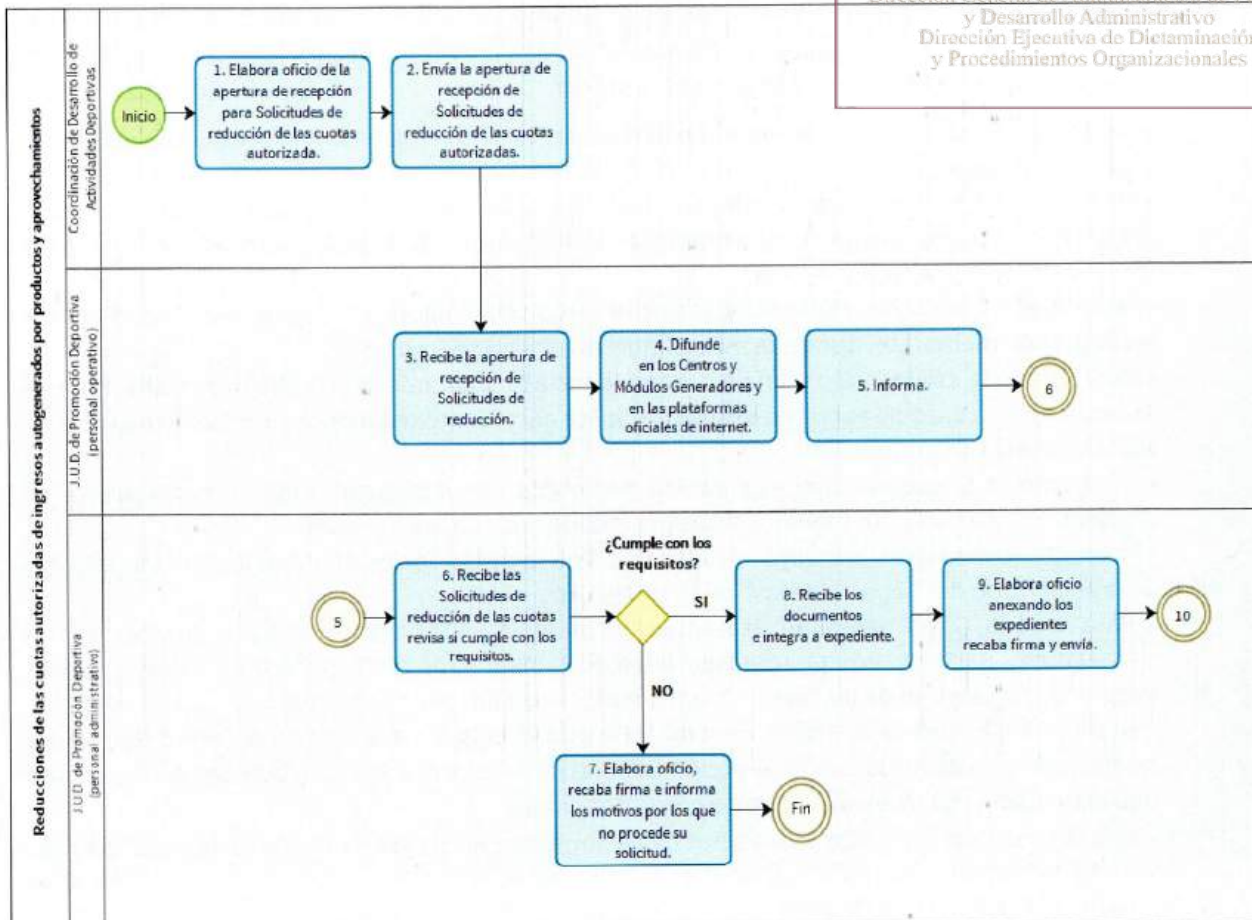 y Desarrollo Administrativo
Dirección Ejecutiva de Dictaminación
y Procedimientos Organizacionales
Reducciones de las cuotas autorizadas de ingresos autogenerados por productos y aprovechamientos
Coordinación de Desarrollo de
Actividades Deportivas
Inicio
1. Elabora oficio de la
apertura de recepción
para Solicitudes de
reducción de las cuotas
autorizada.
2. Envía la apertura de
recepción de
Solicitudes de
reducción de las cuotas
autorizadas.
J.U.D. de Promoción Deportiva
(personal operativo)
3. Recibe la apertura de
recepción de
Solicitudes de
reducción.
4. Difunde
en los Centros y
Módulos Generadores y
en las plataformas
oficiales de internet.
5. Informa.
6
J.U.D. de Promoción Deportiva
(personal administrativo)
5
6. Recibe las
Solicitudes de
reducción de las cuotas
revisa si cumple con los
requisitos.
¿Cumple con los
requisitos?
SI
NO
8. Recibe los
documentos
e integra a expediente.
9. Elabora oficio
anexando los
expedientes
recaba firma y envía.
10
7. Elabora oficio,
recaba firma e informa
los motivos por los que
no procede su
solicitud.
Fin